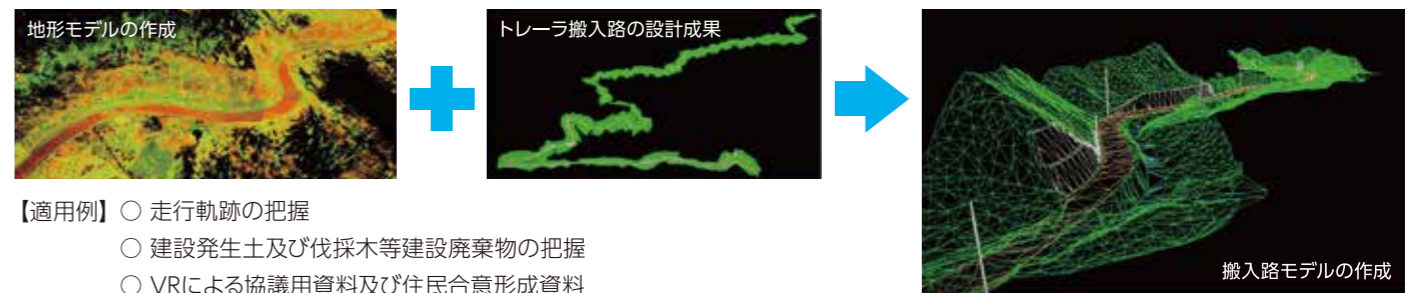 地形モデルの作成
トレーラ搬入路の設計成果
搬入路モデルの作成
【適用例】○ 走行軌跡の把握
○ 建設発生土及び伐採木等建設廃棄物の把握
○ VRによる協議用資料及び住民合意形成資料